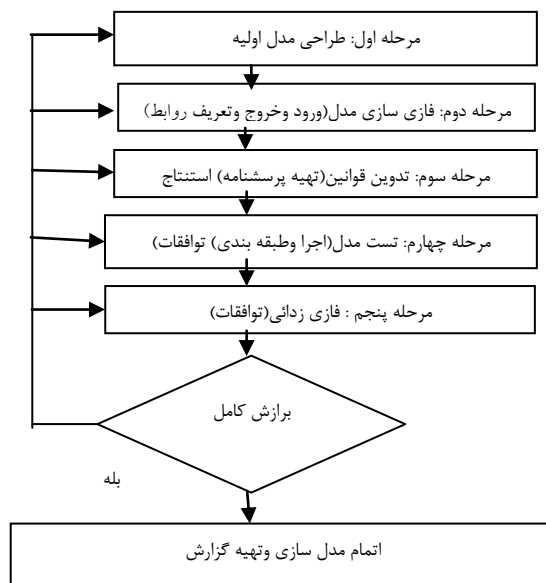 مرحله اول: طراحی مدل اولیه
مرحله دوم: فازی سازی مدل(ورود وخروج وتعریف روابط)
مرحله سوم: تدوین قوانین(تهیه پرسشنامه) استنتاج
مرحله چهارم: تست مدل(اجرا وطبقه بندی) توافقات)
مرحله پنجم : فازی زدائی(توافقات)
برازش کامل
بله
اتمام مدل سازی وتهیه گزارش